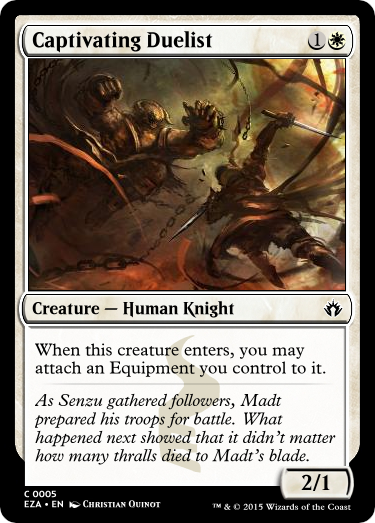 Captivating Duelist 1
Creature — Human Knight
When this creature enters, you may
attach an Equipment you control to it.
As Senzu gathered followers, Madt
prepared his troops for battle. What
happened next showed that it didn't matter
how many thralls died to Madt's blade.
2/1
C 0005
EZA • EN Christian Quinot
™ & © 2015 Wizards of the Coast